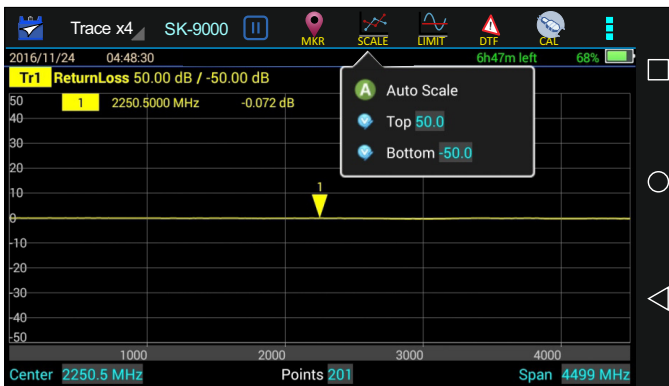 Trace x4 SK-9000 MKR SCALE LIMIT DTF CAL
2016/11/24 04:48:30 6h47m left 68%
Tr1 ReturnLoss 50.00 dB / -50.00 dB
1 2250.5000 MHz -0.072 dB
A Auto Scale
Top 50.0
Bottom -50.0
50
40
30
20
10
0
-10
-20
-30
-40
-50
1
1000 2000 3000 4000
Center 2250.5 MHz Points 201 Span 4499 MHz